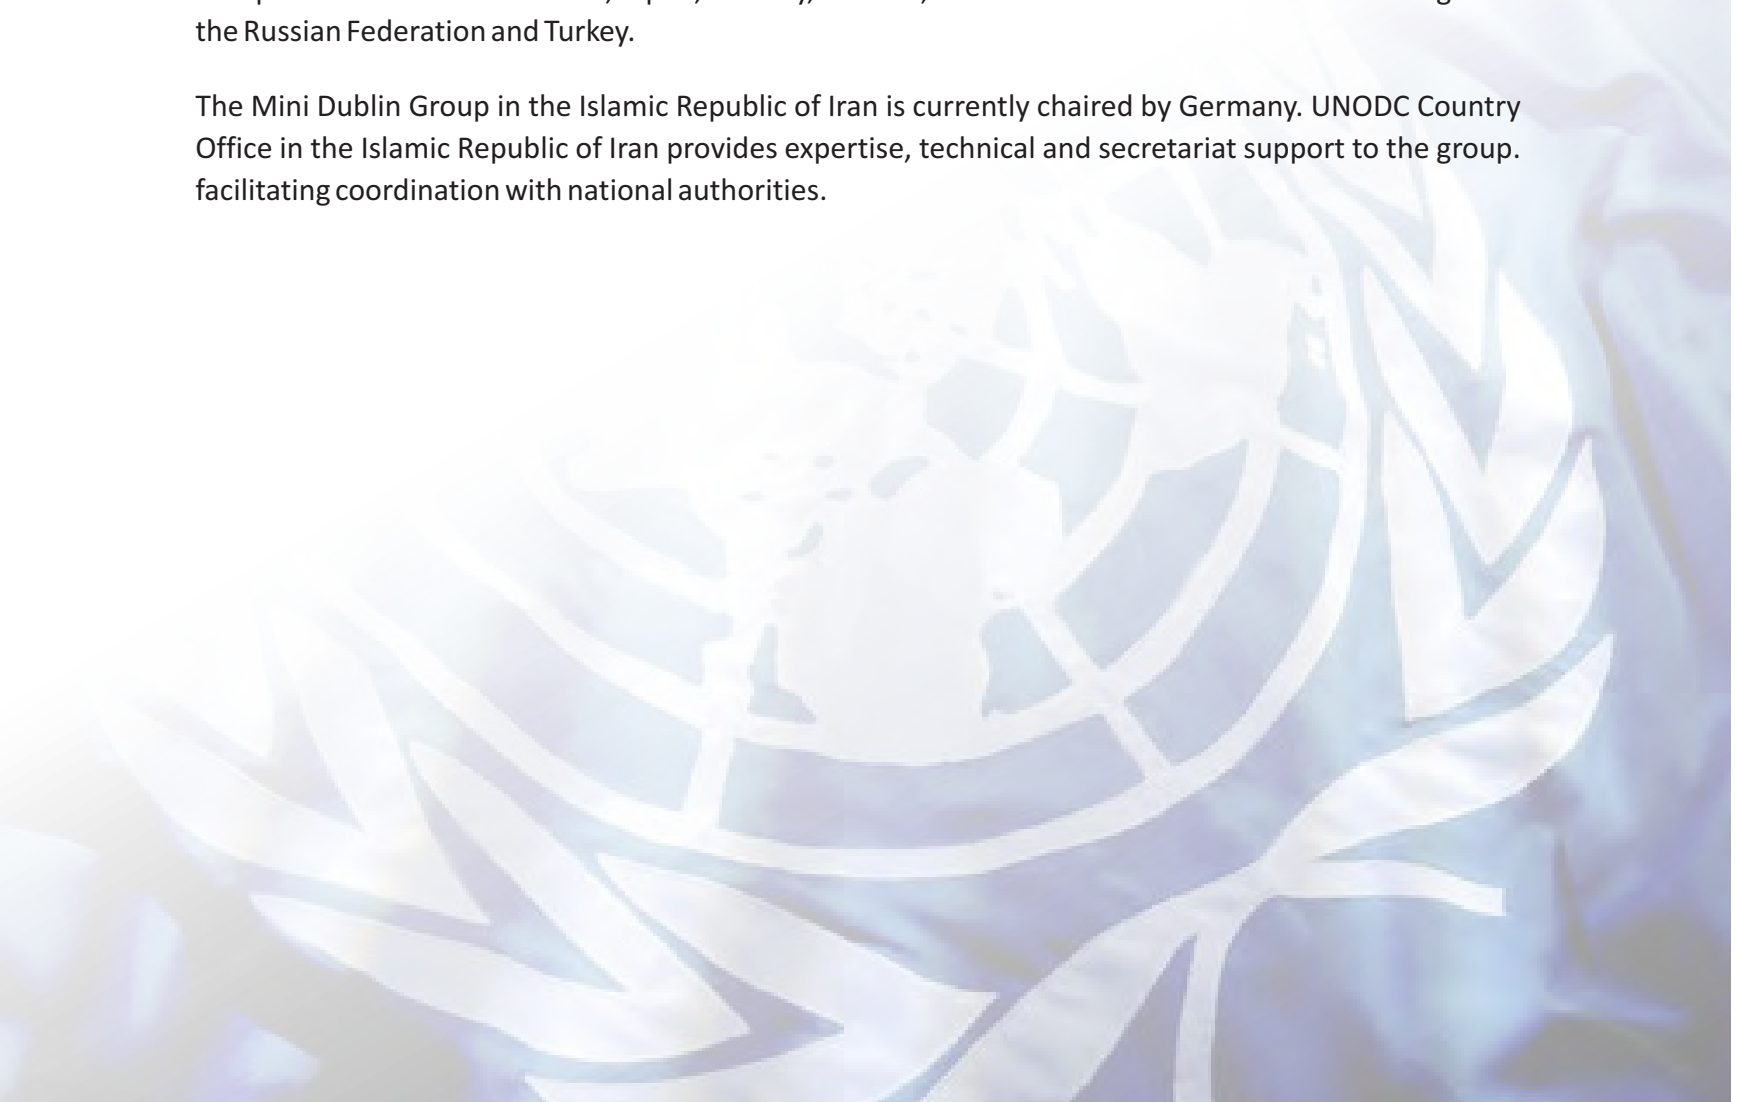 the Russian Federation and Turkey.
The Mini Dublin Group in the Islamic Republic of Iran is currently chaired by Germany. UNODC Country
Office in the Islamic Republic of Iran provides expertise, technical and secretariat support to the group.
facilitating coordination with national authorities.